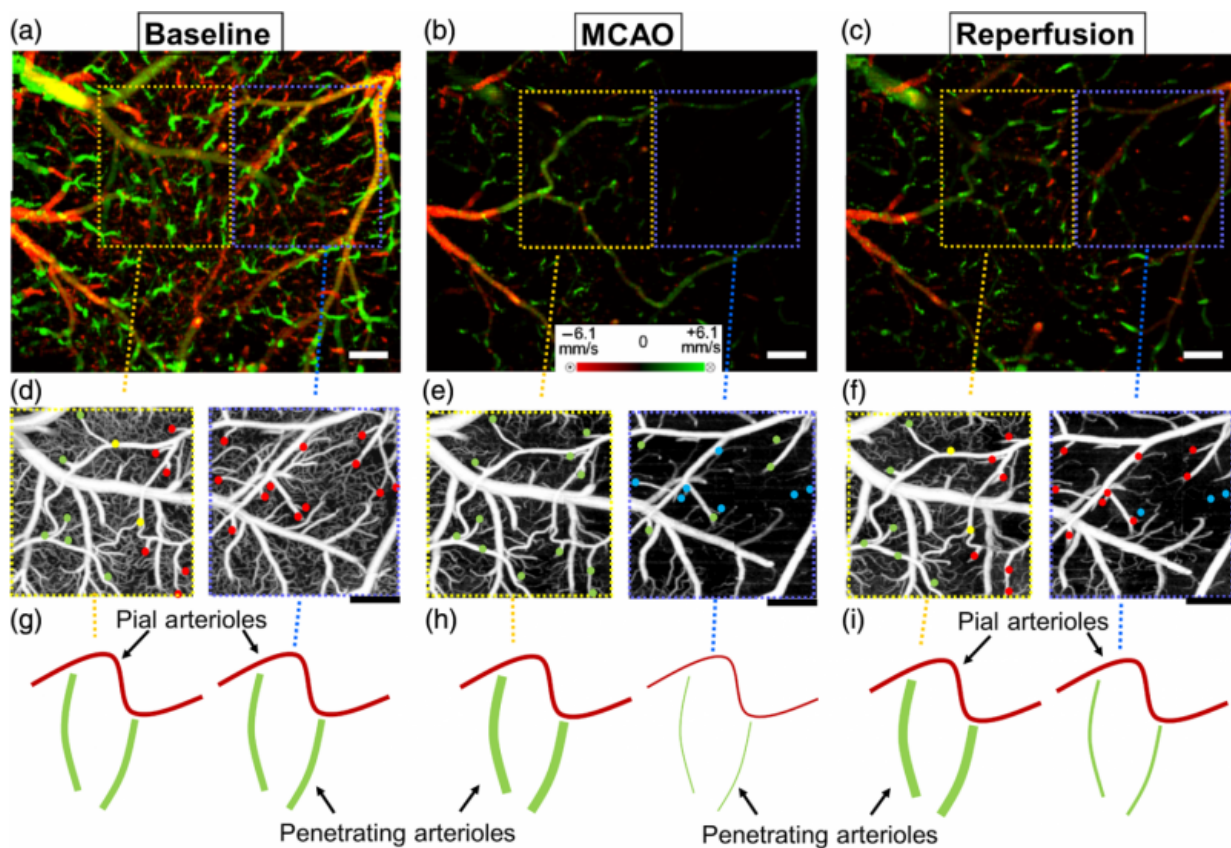 (a) Baseline
(b) MCAO
(c) Reperfusion
−6.1 mm/s 0 +6.1 mm/s
(d)
(e)
(f)
(g) Pial arterioles
(h)
(i) Pial arterioles
Penetrating arterioles
Penetrating arterioles